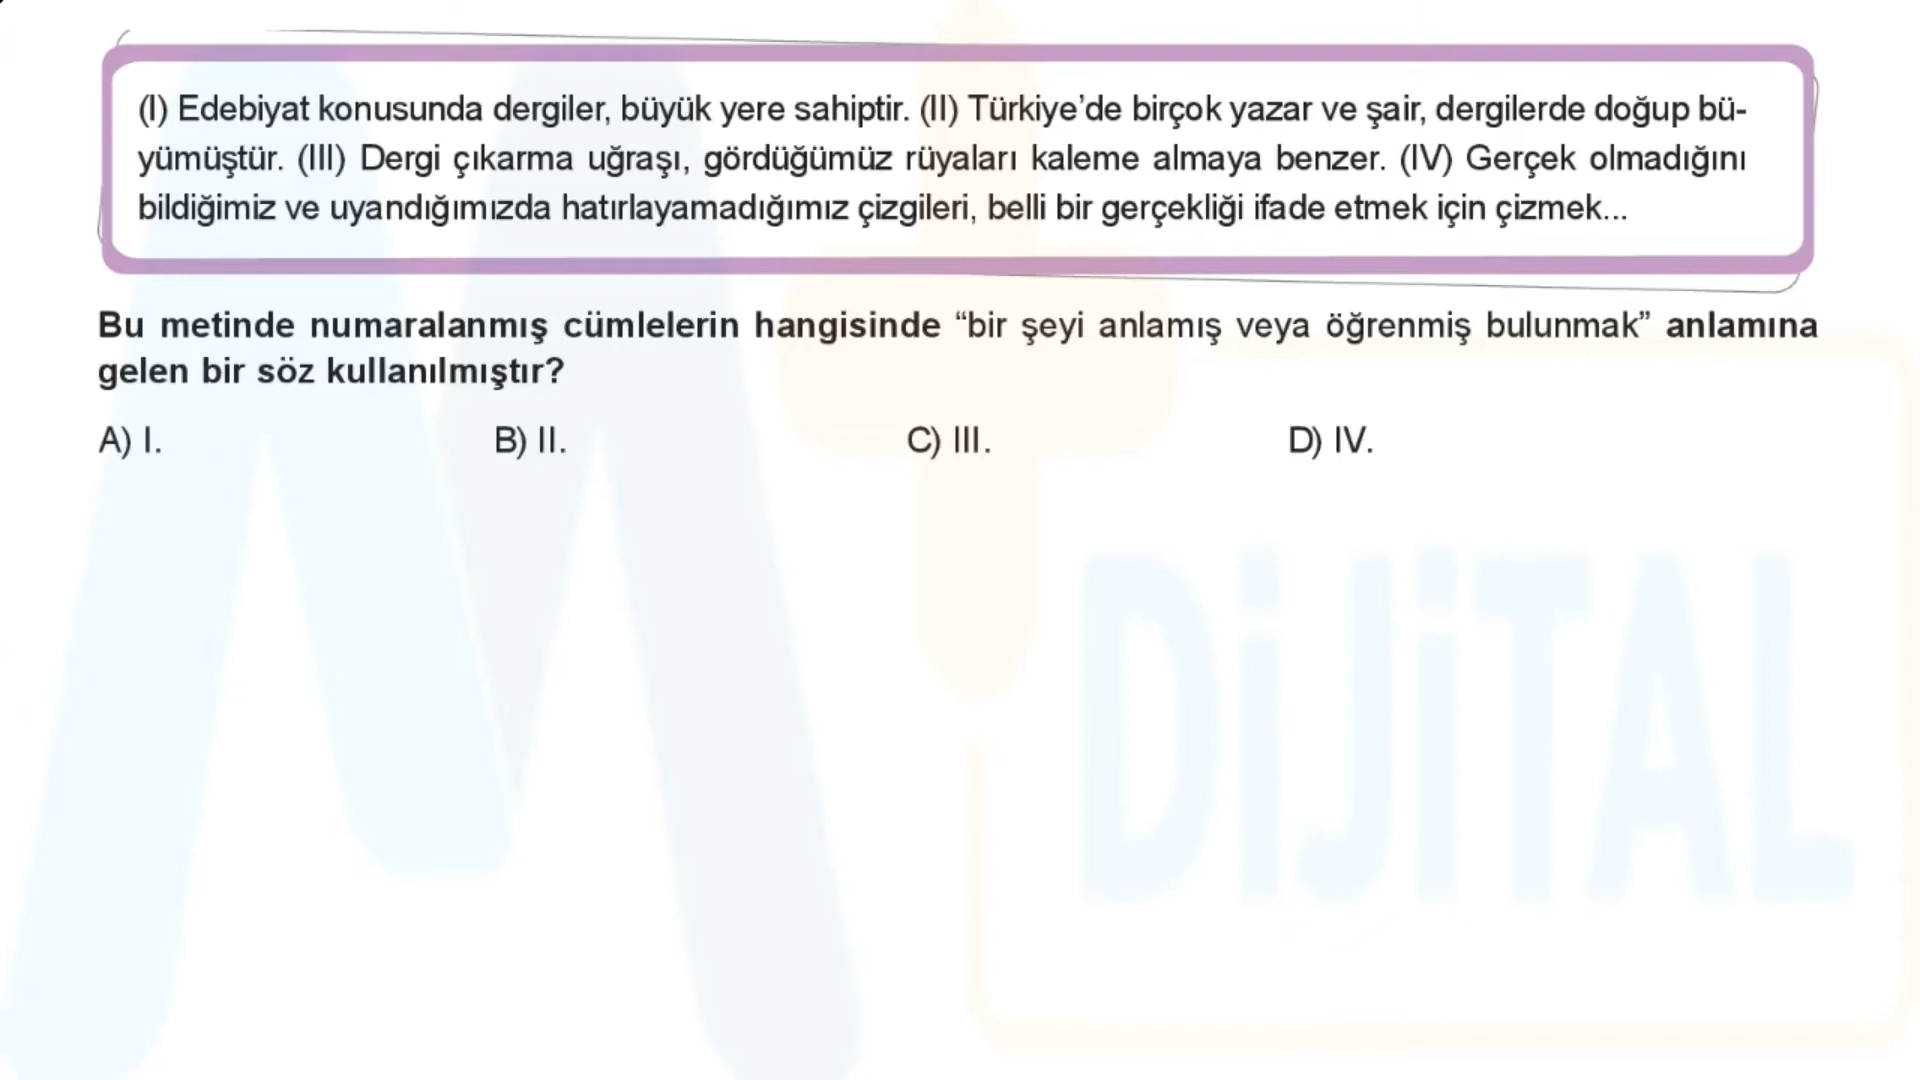 (I) Edebiyat konusunda dergiler, büyük yere sahiptir. (II) Türkiye’de birçok yazar ve şair, dergilerde doğup bü-
yümüştür. (III) Dergi çıkarma uğraşı, gördüğümüz rüyaları kaleme almaya benzer. (IV) Gerçek olmadığını
bildiğimiz ve uyandığımızda hatırlayamadığımız çizgileri, belli bir gerçekliği ifade etmek için çizmek...
Bu metinde numaralanmış cümlelerin hangisinde “bir şeyi anlamış veya öğrenmiş bulunmak” anlamına
gelen bir söz kullanılmıştır?
A) I. B) II. C) III. D) IV.
DİJİTAL